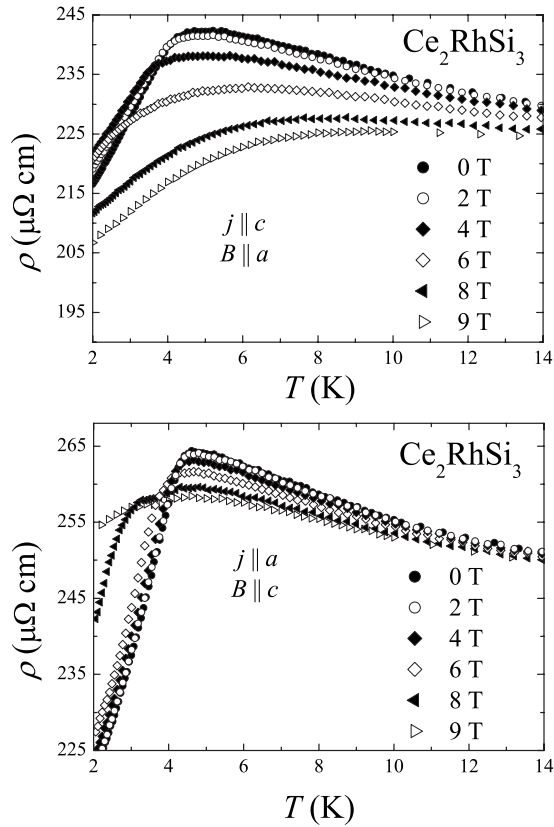 Ce2RhSi3
245
235
225
215
205
195
ρ (μΩ cm)
j || c
B || a
0 T
2 T
4 T
6 T
8 T
9 T
2 4 6 8 10 12 14
T (K)
Ce2RhSi3
265
255
245
235
225
ρ (μΩ cm)
j || a
B || c
0 T
2 T
4 T
6 T
8 T
9 T
2 4 6 8 10 12 14
T (K)